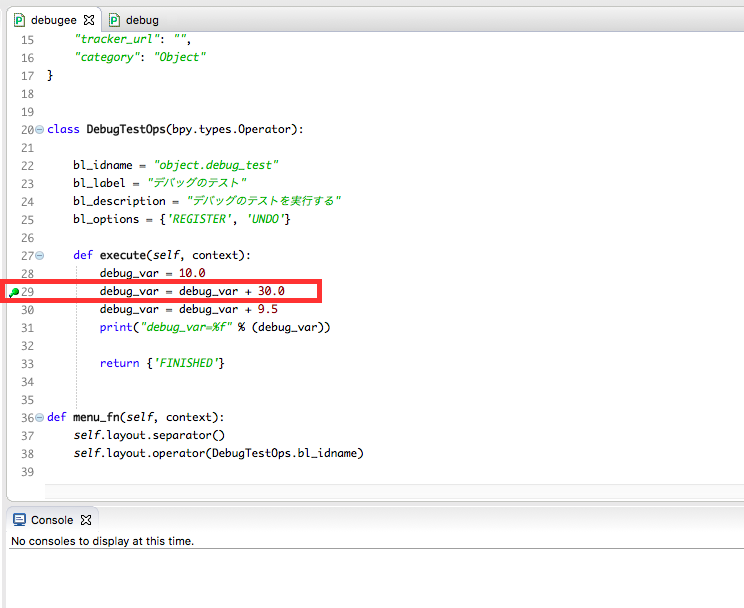 debugee debug
15 "tracker_url": "",
16 "category": "Object"
17 }
18
19
20 class DebugTestOps(bpy.types.Operator):
21
22 bl_idname = "object.debug_test"
23 bl_label = "デバッグのテスト"
24 bl_description = "デバッグのテストを実行する"
25 bl_options = {'REGISTER', 'UNDO'}
26
27 def execute(self, context):
28 debug_var = 10.0
29 debug_var = debug_var + 30.0
30 debug_var = debug_var + 9.5
31 print("debug_var=%f" % (debug_var))
32
33 return {'FINISHED'}
34
35
36 def menu_fn(self, context):
37 self.layout.separator()
38 self.layout.operator(DebugTestOps.bl_idname)
39
Console
No consoles to display at this time.